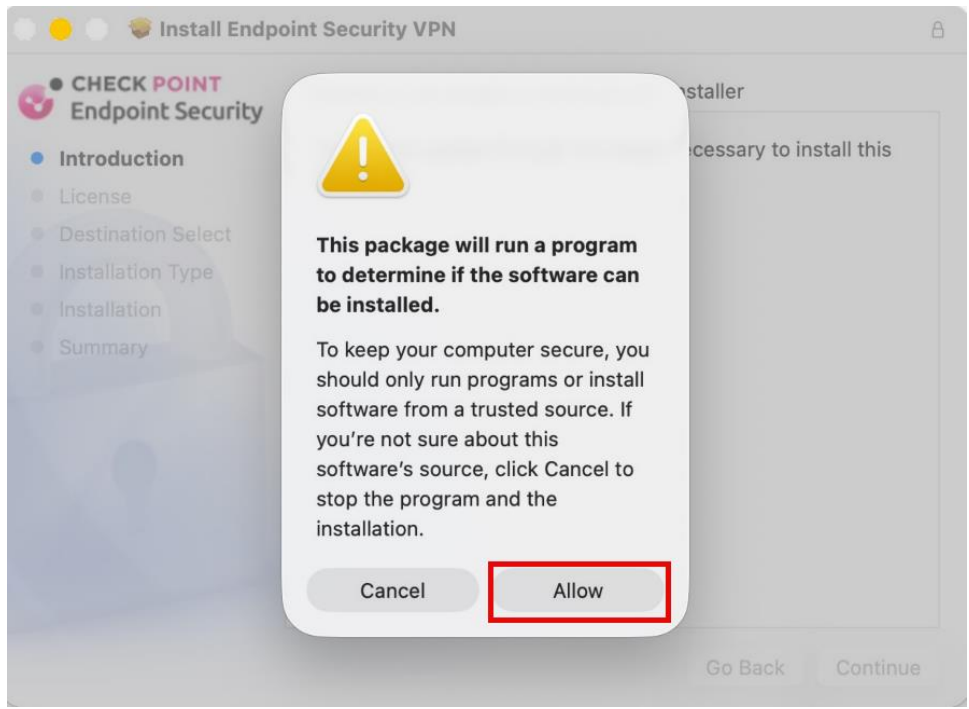 Install Endpoint Security VPN
CHECK POINT
Endpoint Security
Introduction
License
Destination Select
Installation Type
Installation
Summary
This package will run a program
to determine if the software can
be installed.
To keep your computer secure, you
should only run programs or install
software from a trusted source. If
you’re not sure about this
software’s source, click Cancel to
stop the program and the
installation.
Cancel
Allow
to install this
Go Back
Continue